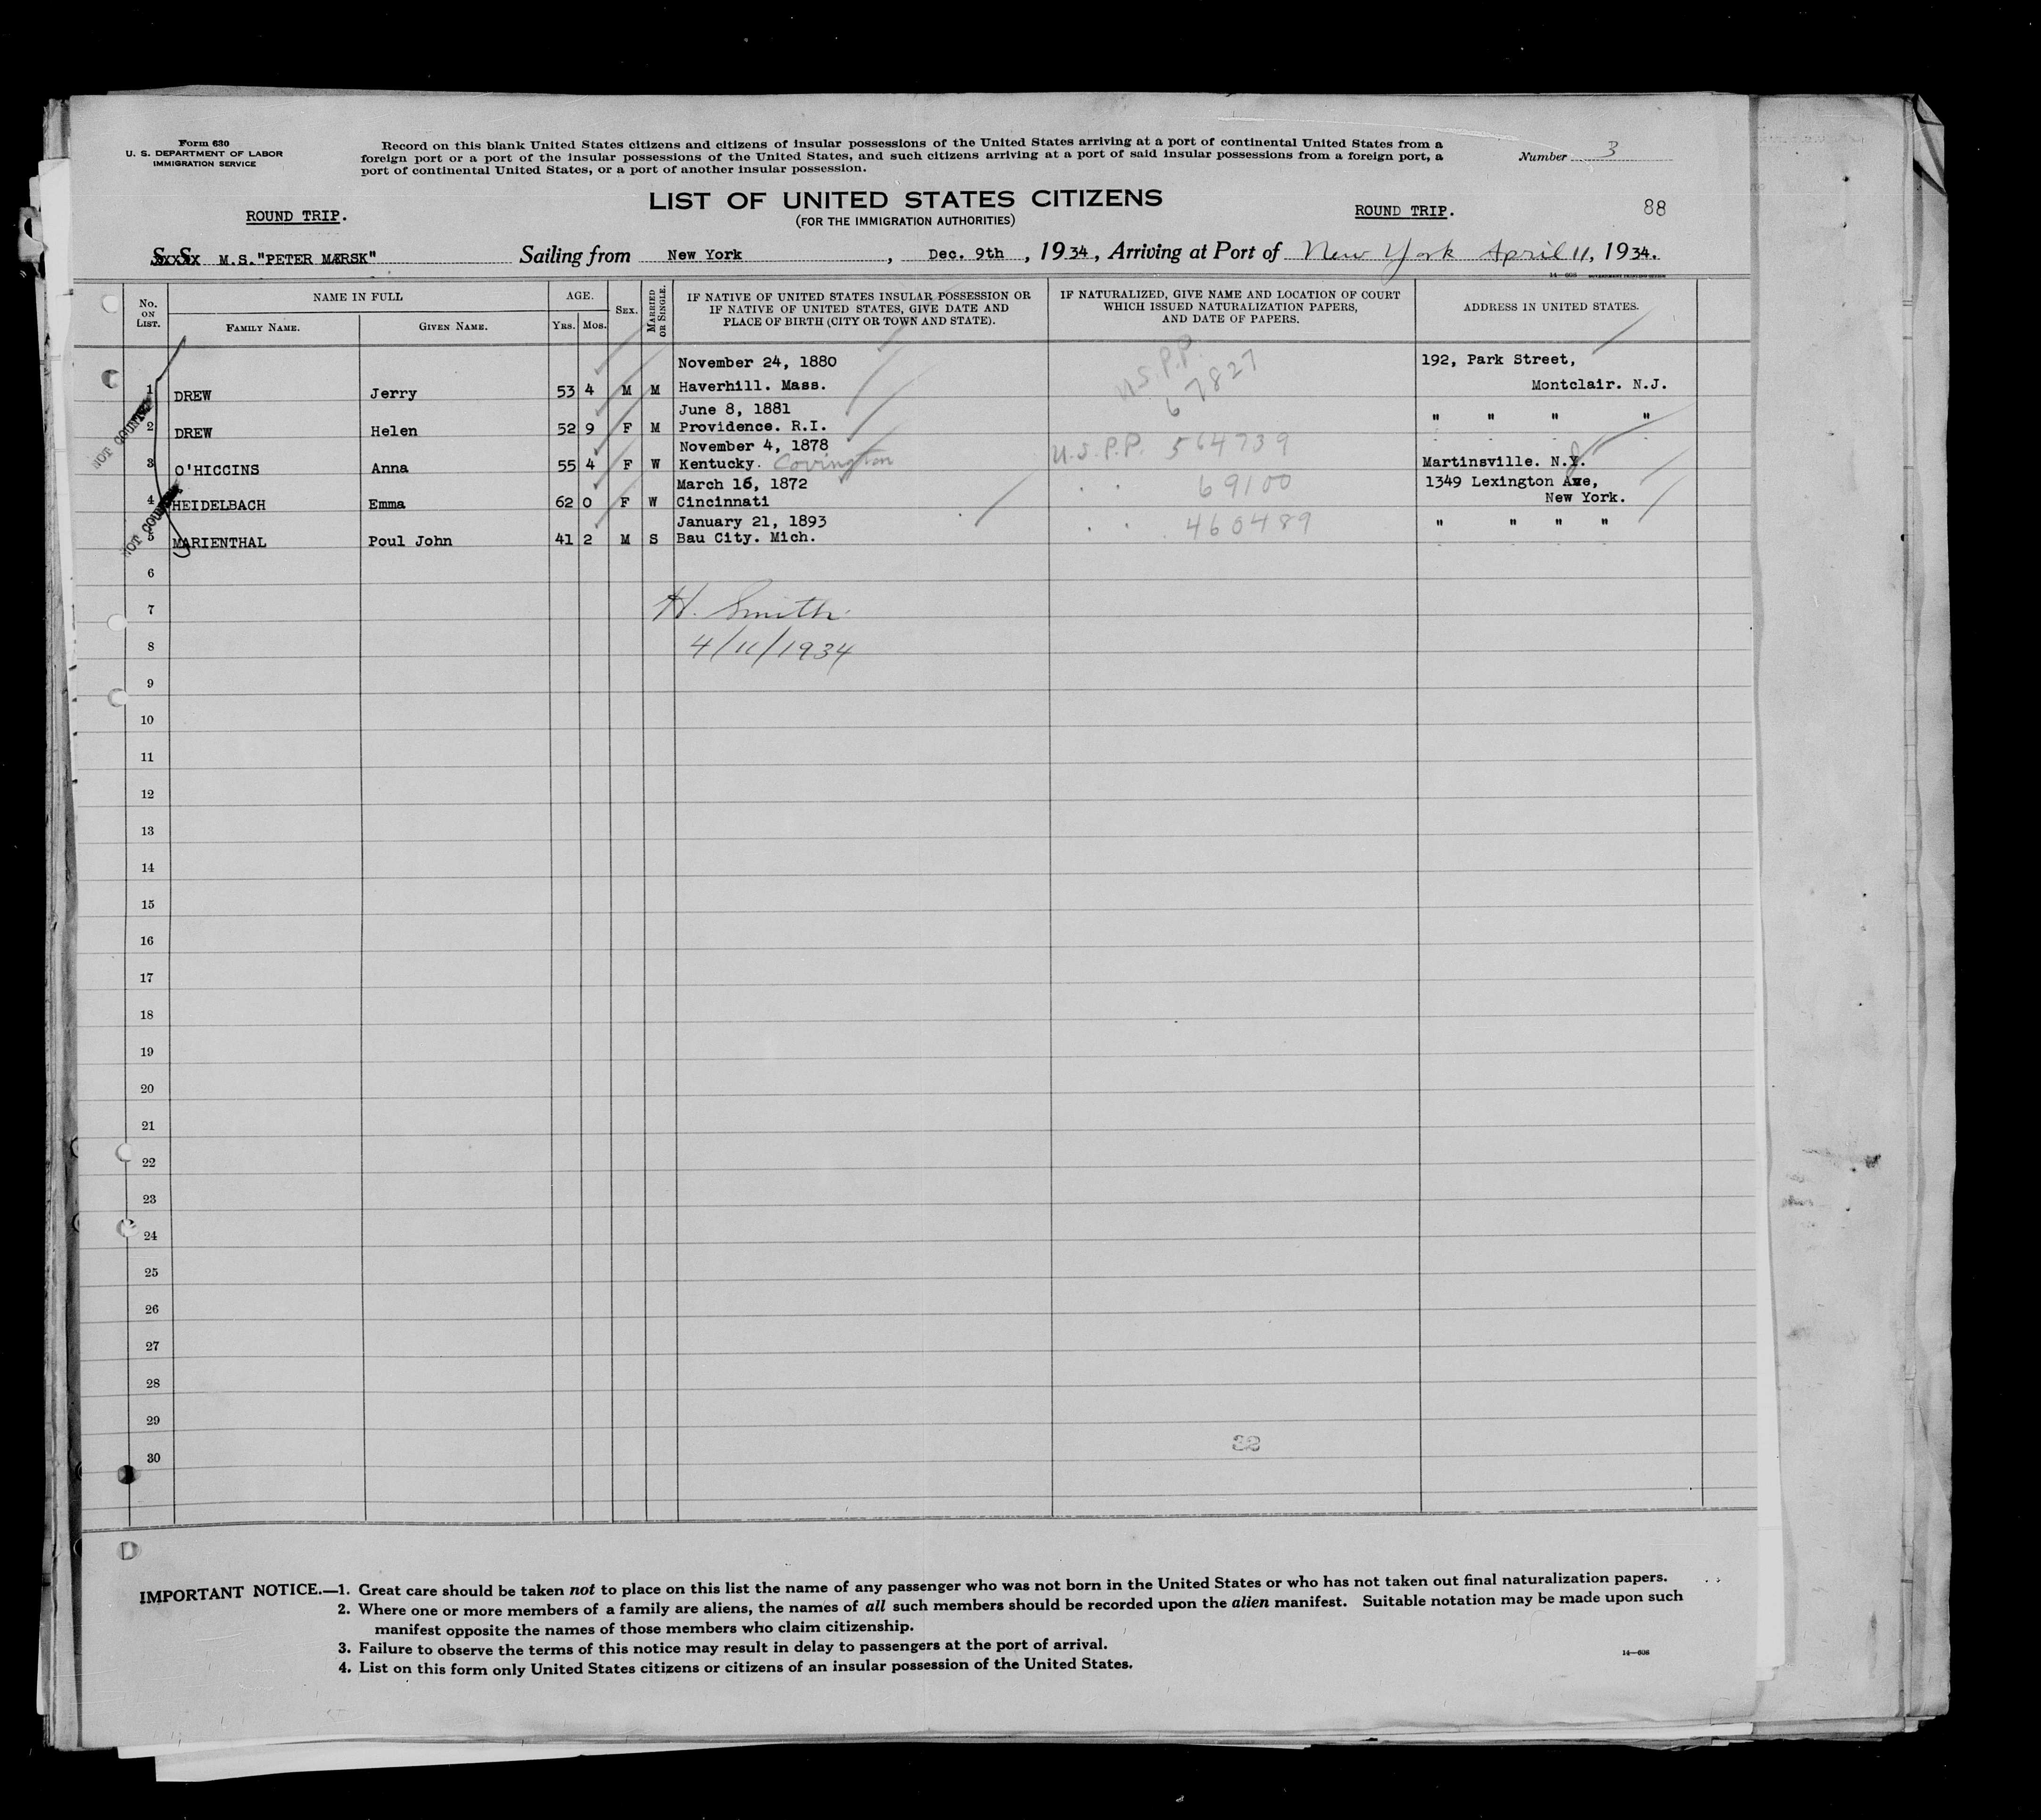 Form 630
U. S. DEPARTMENT OF LABOR
IMMIGRATION SERVICE
Record on this blank United States citizens and citizens of insular possessions of the United States arriving at a port of continental United States from a
foreign port or a port of the insular possessions of the United States, and such citizens arriving at a port of said insular possessions from a foreign port, a
port of continental United States, or a port of another insular possession.
Number 3
LIST OF UNITED STATES CITIZENS
(FOR THE IMMIGRATION AUTHORITIES)
ROUND TRIP.
ROUND TRIP.
88
M.S."PETER MÆRSK" Sailing from New York, Dec. 9th, 1934, Arriving at Port of New York April 11, 1934.
14—608 GOVERNMENT PRINTING OFFICE
No. ON LIST.
NAME IN FULL
FAMILY NAME.
GIVEN NAME.
AGE.
YRS.
MOS.
SEX.
MARRIED OR SINGLE.
IF NATIVE OF UNITED STATES INSULAR POSSESSION OR
IF NATIVE OF UNITED STATES, GIVE DATE AND
PLACE OF BIRTH (CITY OR TOWN AND STATE).
IF NATURALIZED, GIVE NAME AND LOCATION OF COURT
WHICH ISSUED NATURALIZATION PAPERS,
AND DATE OF PAPERS.
ADDRESS IN UNITED STATES.
November 24, 1880 U.S.P.P. 192, Park Street,
1 DREW Jerry 53 4 M M Haverhill. Mass. 67827 Montclair. N.J.
June 8, 1881 " " " "
2 DREW Helen 52 9 F M Providence. R.I.
November 4, 1878 U.S.P.P. 564739
3 O'HIGGINS Anna 55 4 F W Kentucky. Covington Martinsville. N.J.
March 16, 1872 69100 1349 Lexington Ave,
4 HEIDELBACH Emma 62 0 F W Cincinnati New York.
January 21, 1893 460489 " " " "
5 MARIENTHAL Poul John 41 2 M S Bau City. Mich.
NOT COUNTED
NOT COUNTED
6
7 H. Smith
8 4/11/1934
9
10
11
12
13
14
15
16
17
18
19
20
21
22
23
24
25
26
27
28
29
32
30
IMPORTANT NOTICE.—1. Great care should be taken not to place on this list the name of any passenger who was not born in the United States or who has not taken out final naturalization papers.
2. Where one or more members of a family are aliens, the names of all such members should be recorded upon the alien manifest. Suitable notation may be made upon such
manifest opposite the names of those members who claim citizenship.
3. Failure to observe the terms of this notice may result in delay to passengers at the port of arrival.
4. List on this form only United States citizens or citizens of an insular possession of the United States.
14—608